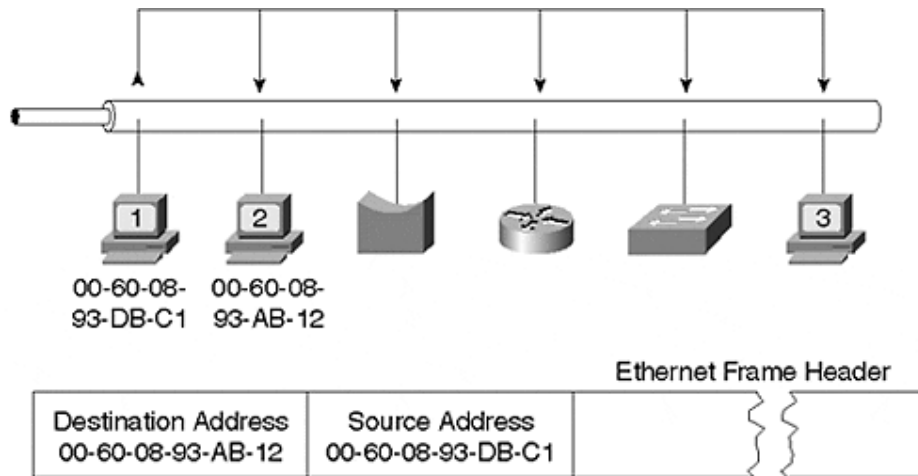 1
2
3
00-60-08-
93-DB-C1
00-60-08-
93-AB-12
Ethernet Frame Header
Destination Address
00-60-08-93-AB-12
Source Address
00-60-08-93-DB-C1